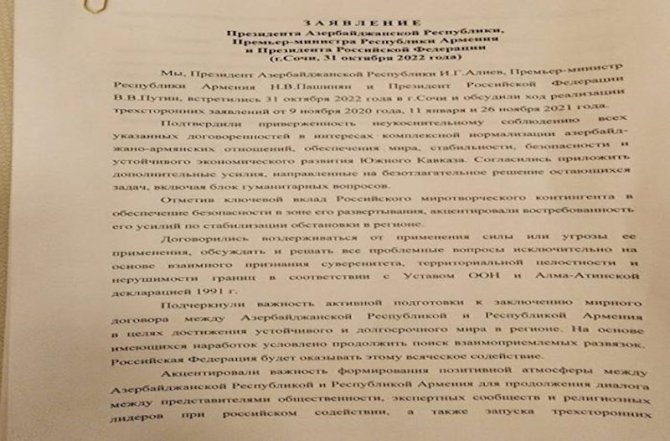 ЗАЯВЛЕНИЕ
Президента Азербайджанской Республики,
Премьер-министра Республики Армения
и Президента Российской Федерации
(г.Сочи, 31 октября 2022 года)
Мы, Президент Азербайджанской Республики И.Г.Алиев, Премьер-министр
Республики Армения Н.В.Пашинян и Президент Российской Федерации
В.В.Путин, встретились 31 октября 2022 года в г.Сочи и обсудили ход реализации
трехсторонних заявлений от 9 ноября 2020 года, 11 января и 26 ноября 2021 года.
Подтвердили приверженность неукоснительному соблюдению всех
указанных договоренностей в интересах комплексной нормализации азербайд-
жано-армянских отношений, обеспечения мира, стабильности, безопасности и
устойчивого экономического развития Южного Кавказа. Согласились приложить
дополнительные усилия, направленные на безотлагательное решение остающихся
задач, включая блок гуманитарных вопросов.
Отметив ключевой вклад Российского миротворческого контингента в
обеспечение безопасности в зоне его развертывания, акцентировали востребованность
его усилий по стабилизации обстановки в регионе.
Договорились воздерживаться от применения силы или угрозы ее
применения, обсуждать и решать все проблемные вопросы исключительно на
основе взаимного признания суверенитета, территориальной целостности и
нерушимости границ в соответствии с Уставом ООН и Алма-Атинской
декларацией 1991 г.
Подчеркнули важность активной подготовки к заключению мирного
договора между Азербайджанской Республикой и Республикой Армения
в целях достижения устойчивого и долгосрочного мира в регионе. На основе
имеющихся наработок условлено продолжить поиск взаимоприемлемых развязок.
Российская Федерация будет оказывать этому всяческое содействие.
Акцентировали важность формирования позитивной атмосферы между
Азербайджанской Республикой и Республикой Армения для продолжения диалога
между представителями общественности, экспертных сообществ и религиозных
лидеров при российском содействии, а также запуска трехсторонних